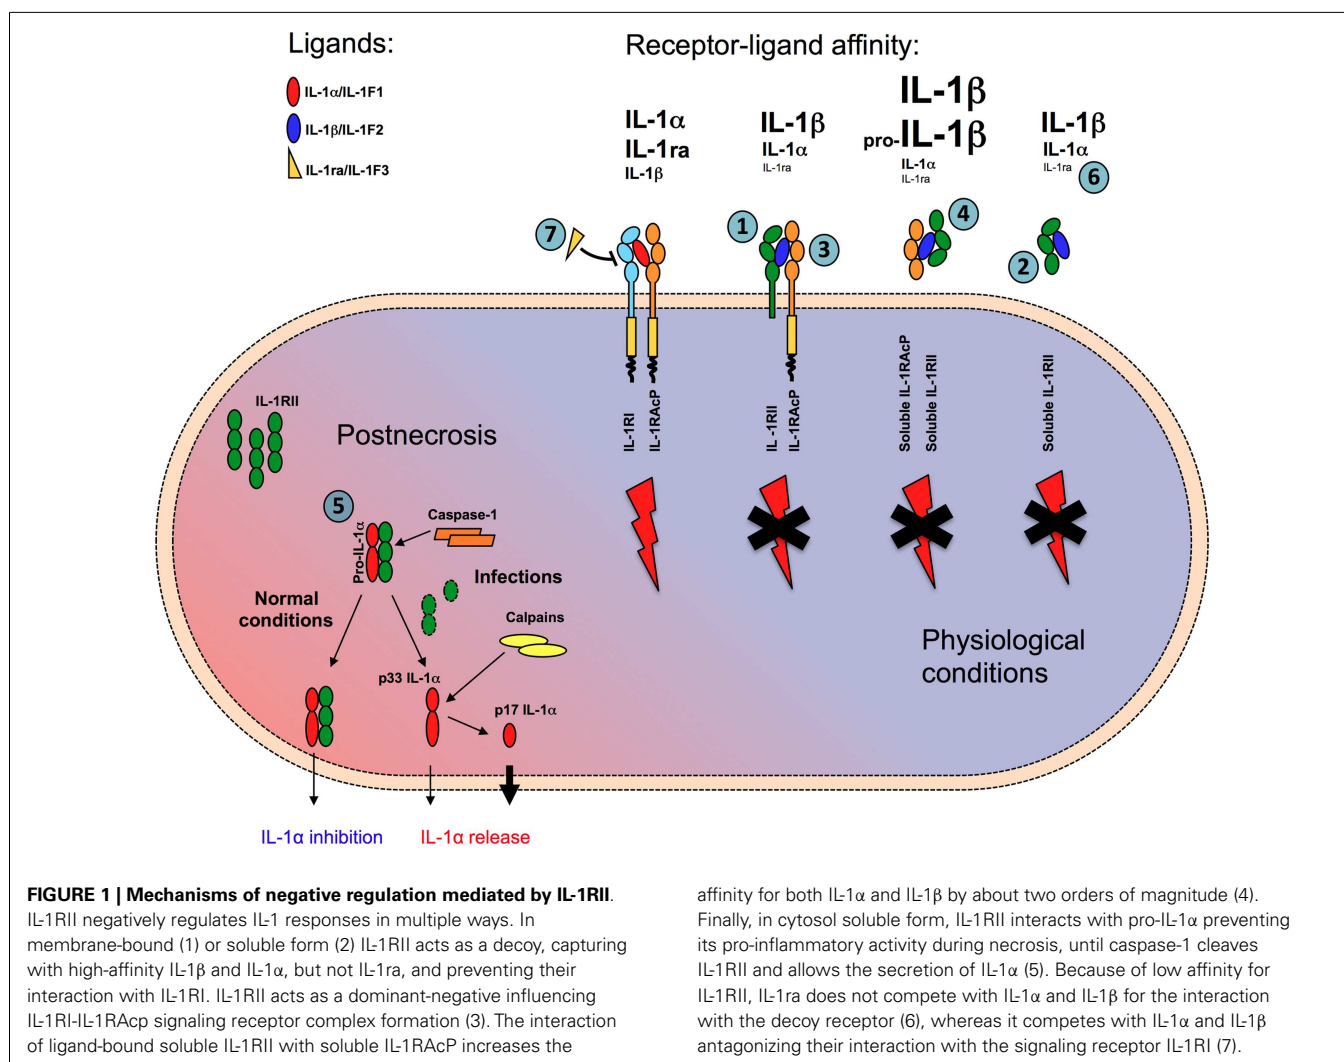 Ligands:
IL-1α/IL-1F1
IL-1β/IL-1F2
IL-1ra/IL-1F3
Receptor-ligand affinity:
IL-1α
IL-1ra
IL-1β
IL-1β
IL-1α
IL-1ra
IL-1β
pro-IL-1β
IL-1α
IL-1ra
IL-1β
IL-1α
IL-1ra
6
7
1
3
4
2
IL-1RI
IL-1RAcP
IL-1RII
IL-1RAcP
Soluble IL-1RAcP
Soluble IL-1RII
Soluble IL-1RII
IL-1RII
Postnecrosis
5
Pro-IL-1α
Caspase-1
Infections
Normal
conditions
Calpains
p33 IL-1α
p17 IL-1α
Physiological
conditions
IL-1α inhibition
IL-1α release
FIGURE 1 | Mechanisms of negative regulation mediated by IL-1RII.
IL-1RII negatively regulates IL-1 responses in multiple ways. In
membrane-bound (1) or soluble form (2) IL-1RII acts as a decoy, capturing
with high-affinity IL-1β and IL-1α, but not IL-1ra, and preventing their
interaction with IL-1RI. IL-1RII acts as a dominant-negative influencing
IL-1RI-IL-1RAcp signaling receptor complex formation (3). The interaction
of ligand-bound soluble IL-1RII with soluble IL-1RAcP increases the
affinity for both IL-1α and IL-1β by about two orders of magnitude (4).
Finally, in cytosol soluble form, IL-1RII interacts with pro-IL-1α preventing
its pro-inflammatory activity during necrosis, until caspase-1 cleaves
IL-1RII and allows the secretion of IL-1α (5). Because of low affinity for
IL-1RII, IL-1ra does not compete with IL-1α and IL-1β for the interaction
with the decoy receptor (6), whereas it competes with IL-1α and IL-1β
antagonizing their interaction with the signaling receptor IL-1RI (7).